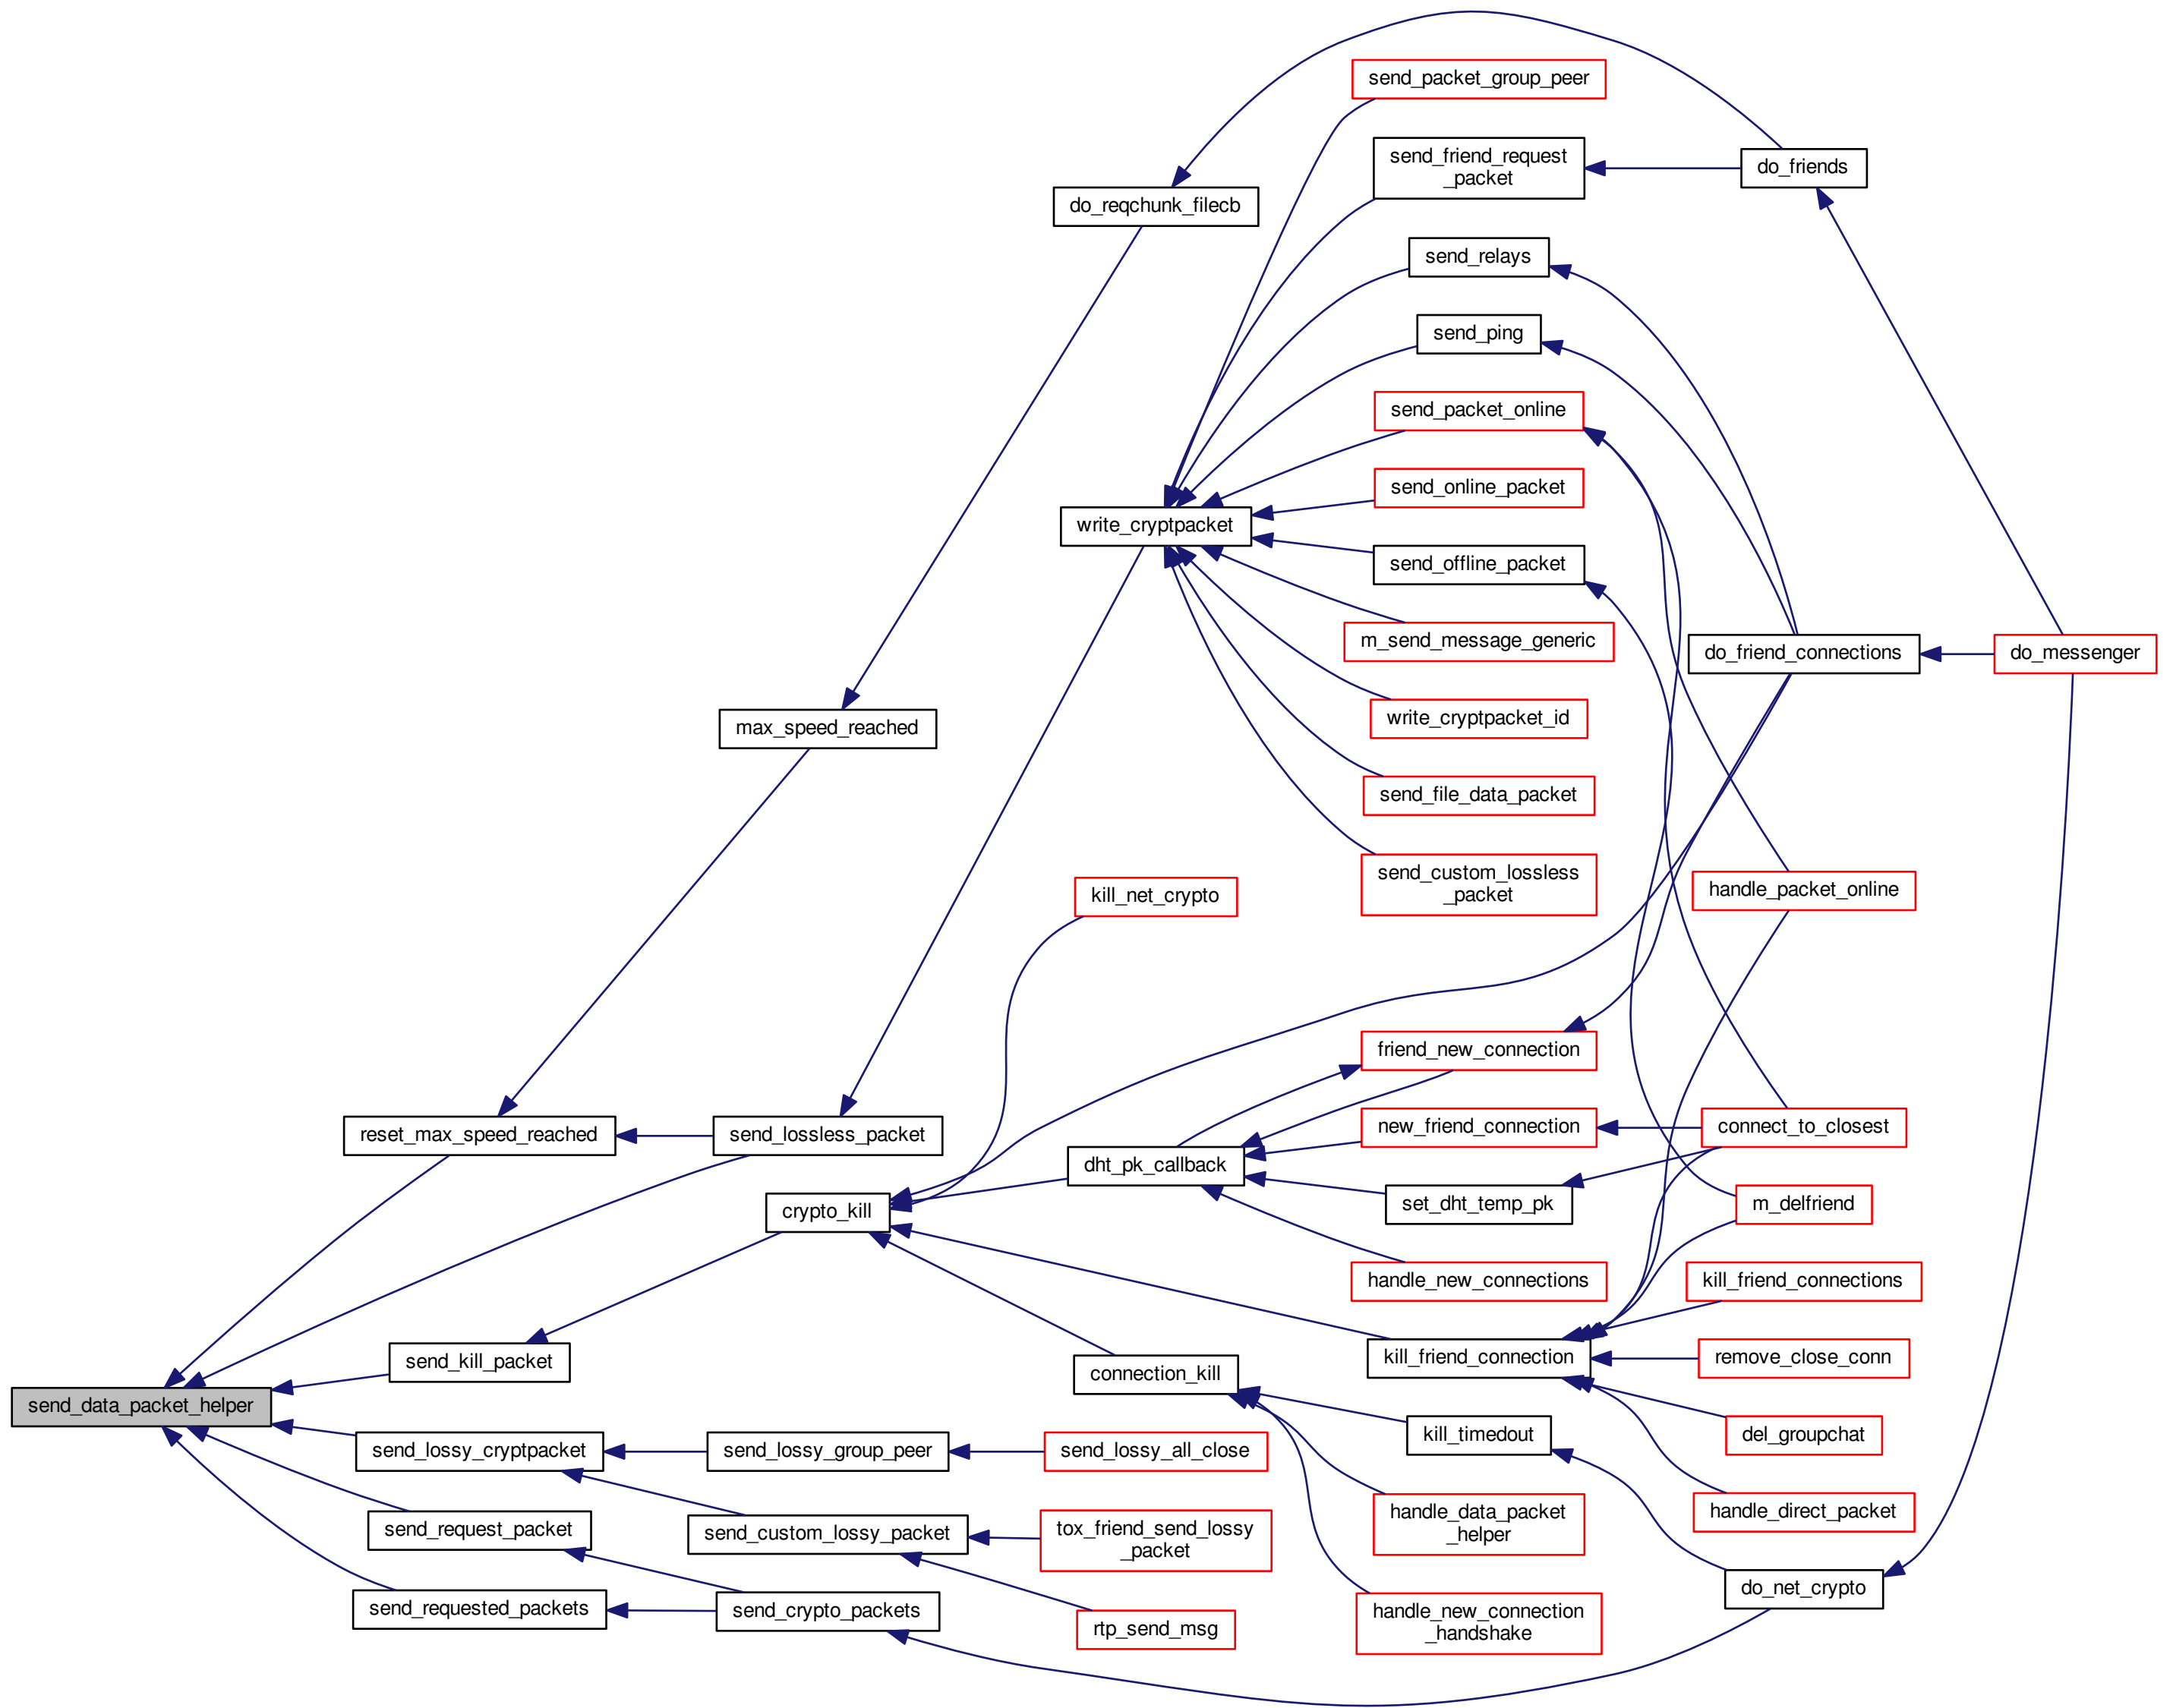 send_packet_group_peer
send_friend_request
_packet
do_friends
do_reqchunk_filecb
send_relays
send_ping
send_packet_online
send_online_packet
write_cryptpacket
send_offline_packet
m_send_message_generic
do_friend_connections
do_messenger
write_cryptpacket_id
max_speed_reached
send_file_data_packet
send_custom_lossless
_packet
kill_net_crypto
handle_packet_online
friend_new_connection
reset_max_speed_reached
send_lossless_packet
new_friend_connection
connect_to_closest
dht_pk_callback
crypto_kill
set_dht_temp_pk
m_delfriend
handle_new_connections
kill_friend_connections
send_kill_packet
kill_friend_connection
remove_close_conn
connection_kill
send_data_packet_helper
kill_timedout
del_groupchat
send_lossy_cryptpacket
send_lossy_group_peer
send_lossy_all_close
handle_data_packet
_helper
handle_direct_packet
send_request_packet
send_custom_lossy_packet
tox_friend_send_lossy
_packet
do_net_crypto
send_requested_packets
send_crypto_packets
rtp_send_msg
handle_new_connection
_handshake